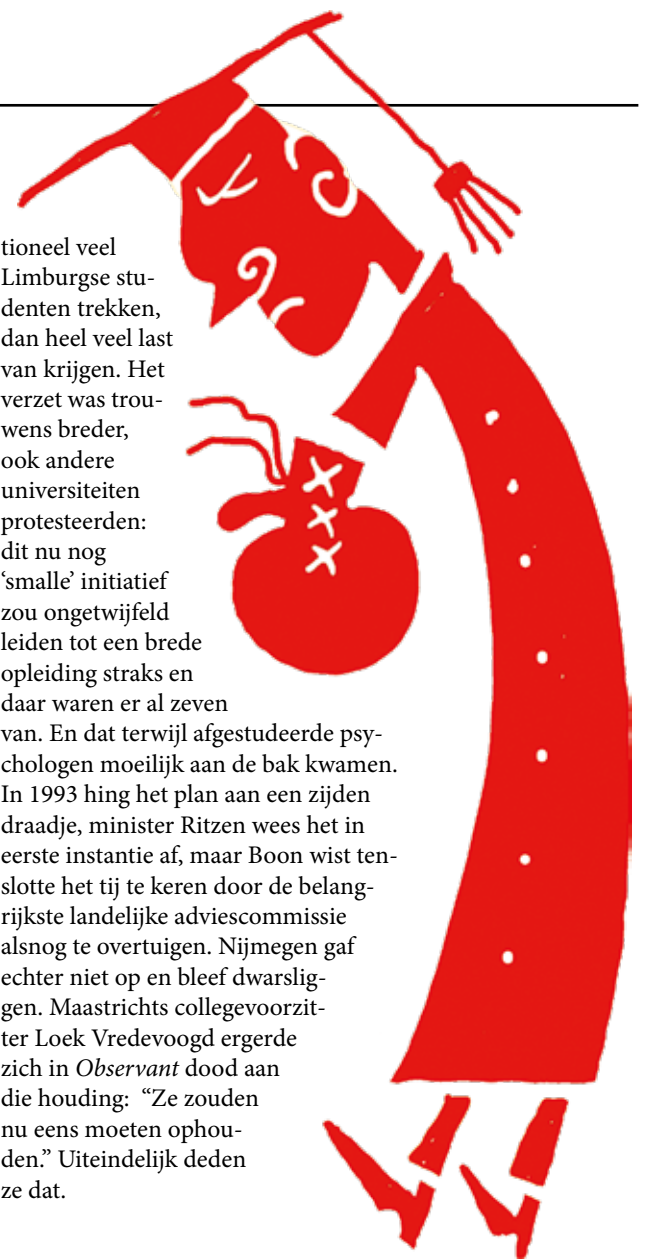 tioneel veel
Limburgse stu-
denten trekken,
dan heel veel last
van krijgen. Het
verzet was trou-
wens breder,
ook andere
universiteiten
protesteerden:
dit nu nog
‘smalle’ initiatief
zou ongetwijfeld
leiden tot een brede
opleiding straks en
daar waren er al zeven
van. En dat terwijl afgestudeerde psy-
chologen moeilijk aan de bak kwamen.
In 1993 hing het plan aan een zijden
draadje, minister Ritzen wees het in
eerste instantie af, maar Boon wist ten-
slotte het tij te keren door de belang-
rijkste landelijke adviescommissie
alsnog te overtuigen. Nijmegen gaf
echter niet op en bleef dwarslig-
gen. Maastrichts collegevoorzit-
ter Loek Vredevoogd ergerde
zich in Observant dood aan
die houding: “Ze zouden
nu eens moeten ophou-
den.” Uiteindelijk deden
ze dat.